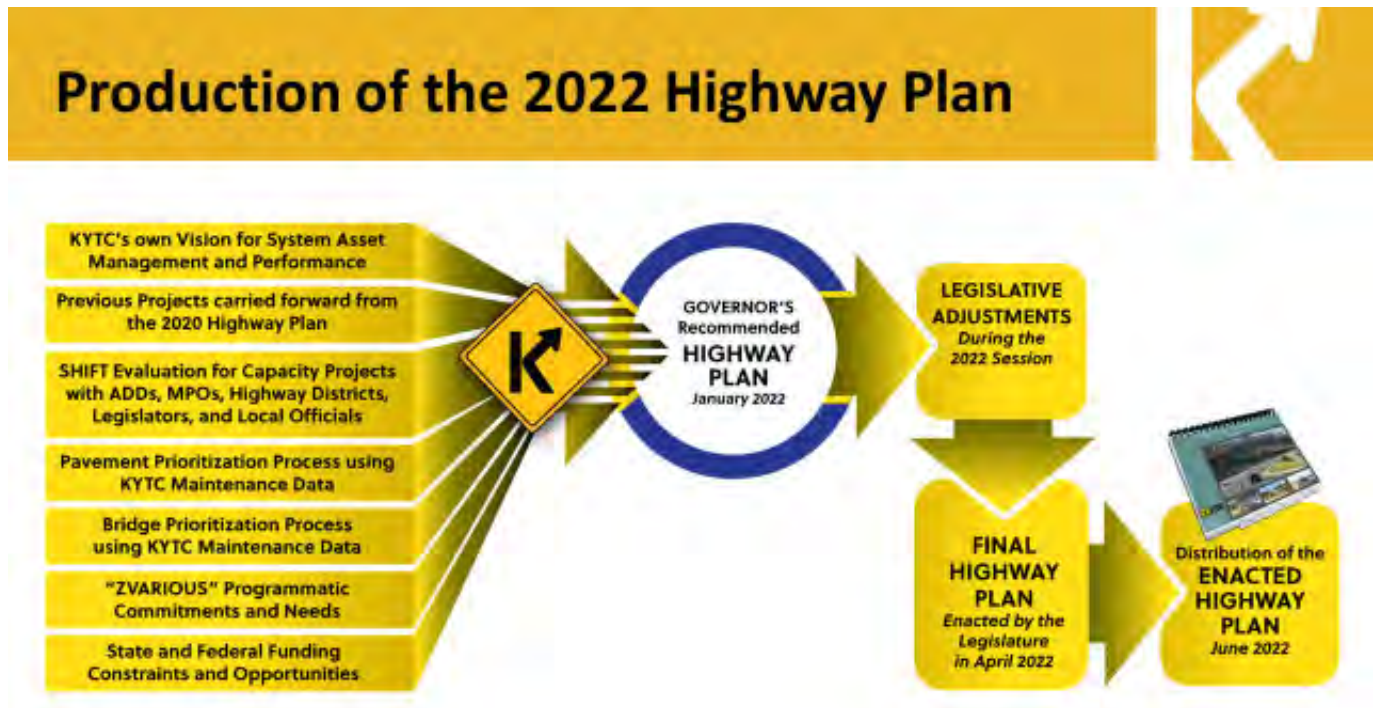 Production of the 2022 Highway Plan
KYTC's own Vision for System Asset
Management and Performance
Previous Projects carried forward from
the 2020 Highway Plan
SHIFT Evaluation for Capacity Projects
with ADDs, MPOs, Highway Districts,
Legislators, and Local Officials
Pavement Prioritization Process using
KYTC Maintenance Data
Bridge Prioritization Process
using KYTC Maintenance Data
"ZVARIOUS" Programmatic
Commitments and Needs
State and Federal Funding
Constraints and Opportunities
K
GOVERNOR'S
Recommended
HIGHWAY
PLAN
January 2022
LEGISLATIVE
ADJUSTMENTS
During the
2022 Session
FINAL
HIGHWAY
PLAN
Enacted by the
Legislature
in April 2022
Distribution of the
ENACTED
HIGHWAY
PLAN
June 2022